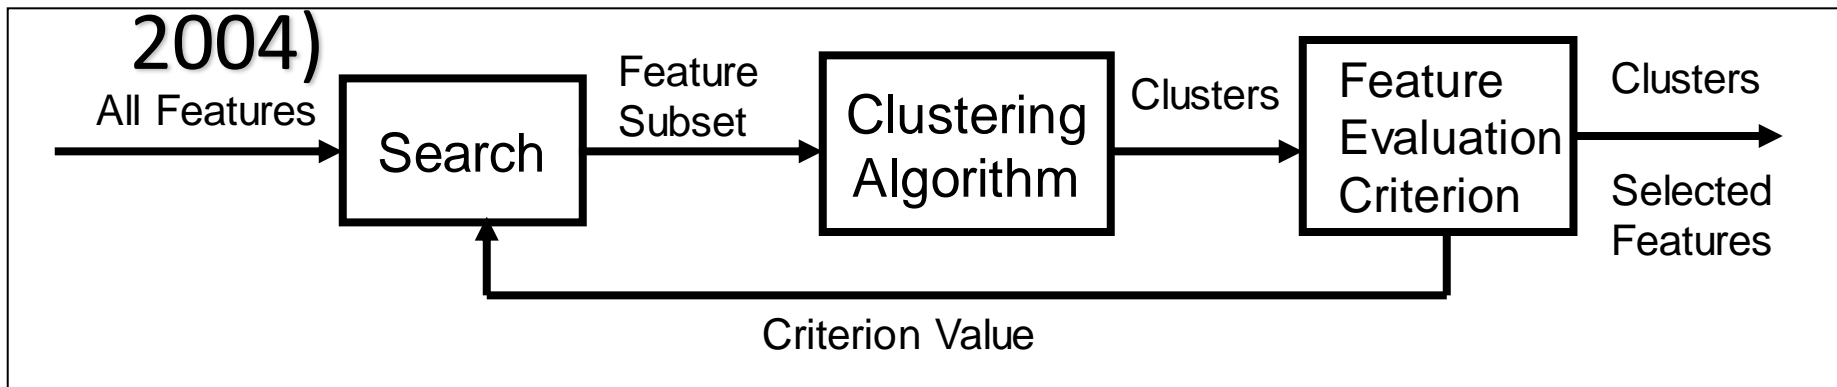 2004)
All Features
Search
Feature
Subset
Clustering
Algorithm
Clusters
Feature
Evaluation
Criterion
Clusters
Selected
Features
Criterion Value